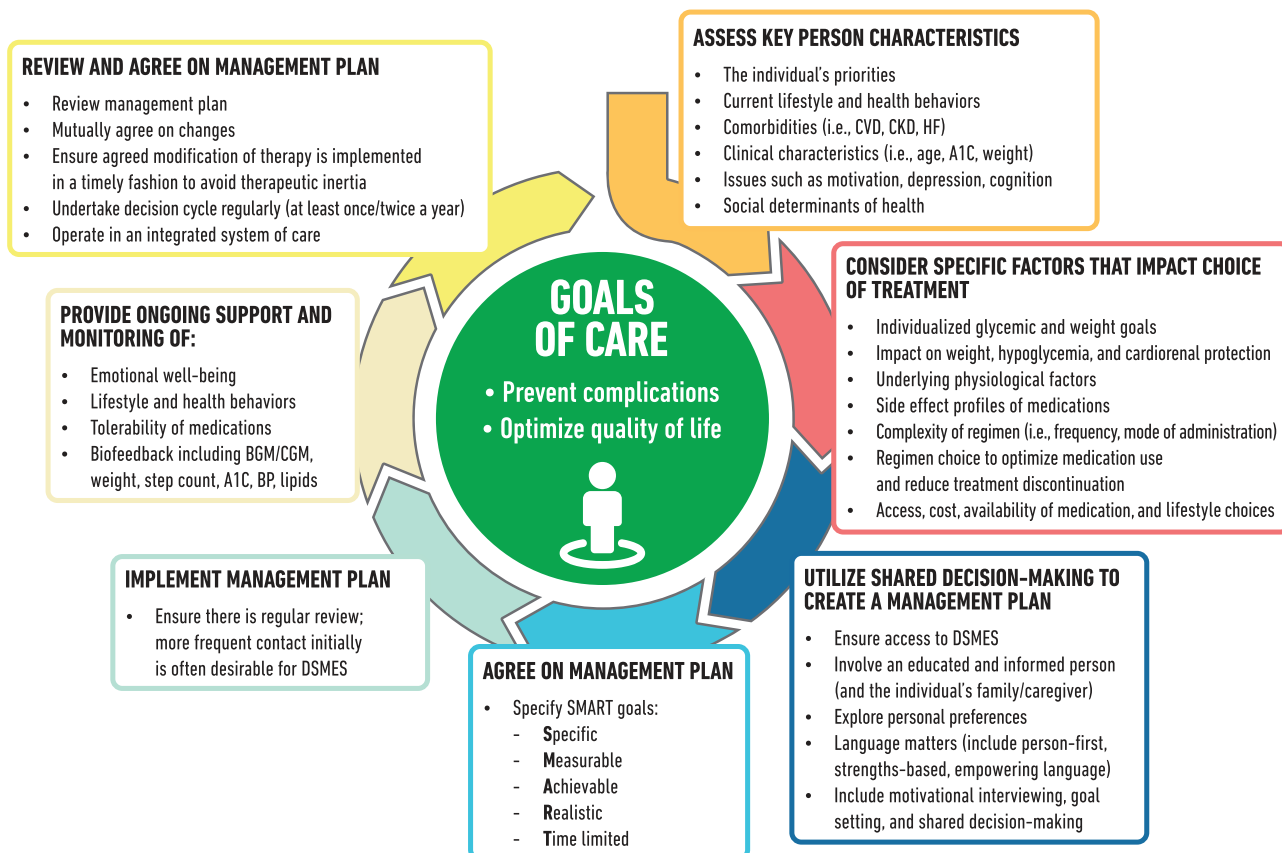 ASSESS KEY PERSON CHARACTERISTICS
• The individual's priorities
• Current lifestyle and health behaviors
• Comorbidities (i.e., CVD, CKD, HF)
• Clinical characteristics (i.e., age, A1C, weight)
• Issues such as motivation, depression, cognition
• Social determinants of health
CONSIDER SPECIFIC FACTORS THAT IMPACT CHOICE
OF TREATMENT
• Individualized glycemic and weight goals
• Impact on weight, hypoglycemia, and cardiorenal protection
• Underlying physiological factors
• Side effect profiles of medications
• Complexity of regimen (i.e., frequency, mode of administration)
• Regimen choice to optimize medication use
and reduce treatment discontinuation
• Access, cost, availability of medication, and lifestyle choices
UTILIZE SHARED DECISION-MAKING TO
CREATE A MANAGEMENT PLAN
• Ensure access to DSMES
• Involve an educated and informed person
(and the individual's family/caregiver)
• Explore personal preferences
• Language matters (include person-first,
strengths-based, empowering language)
• Include motivational interviewing, goal
setting, and shared decision-making
AGREE ON MANAGEMENT PLAN
• Specify SMART goals:
- Specific
- Measurable
- Achievable
- Realistic
- Time limited
IMPLEMENT MANAGEMENT PLAN
• Ensure there is regular review;
more frequent contact initially
is often desirable for DSMES
PROVIDE ONGOING SUPPORT AND
MONITORING OF:
• Emotional well-being
• Lifestyle and health behaviors
• Tolerability of medications
• Biofeedback including BGM/CGM,
weight, step count, A1C, BP, lipids
REVIEW AND AGREE ON MANAGEMENT PLAN
• Review management plan
• Mutually agree on changes
• Ensure agreed modification of therapy is implemented
in a timely fashion to avoid therapeutic inertia
• Undertake decision cycle regularly (at least once/twice a year)
• Operate in an integrated system of care
GOALS
OF CARE
• Prevent complications
• Optimize quality of life